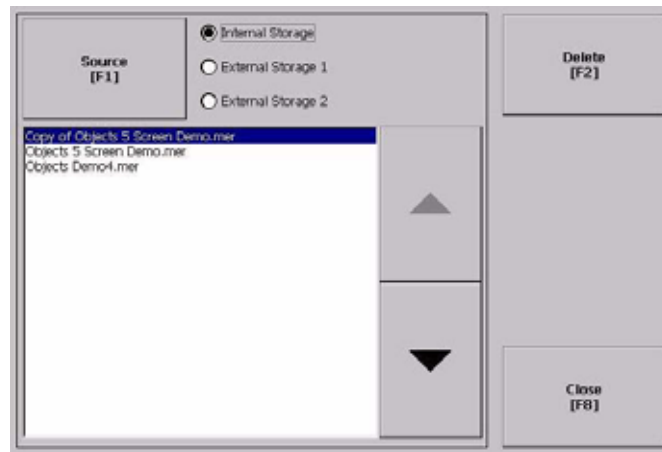 Source
[F1]
Internal Storage
External Storage 1
External Storage 2
Delete
[F2]
Copy of Objects 5 Screen Demo.mer
Objects 5 Screen Demo.mer
Objects Demo4.mer
Close
[F8]